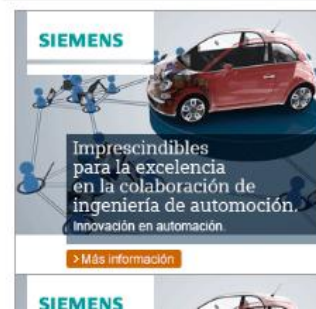 SIEMENS
Imprescindibles
para la excelencia
en la colaboración de
ingeniería de automoción.
Innovación en automación.
>Más información
SIEMENS